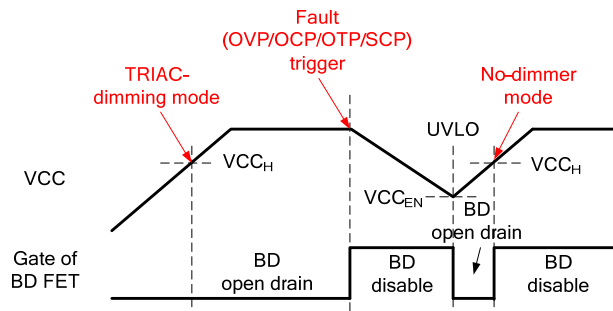 Fault
(OVP/OCP/OTP/SCP)
trigger
TRIAC-
dimming mode
No-dimmer
mode
UVLO
VCC
VCCH
VCCH
VCCEN
BD
open drain
Gate of
BD FET
BD
open drain
BD
disable
BD
disable